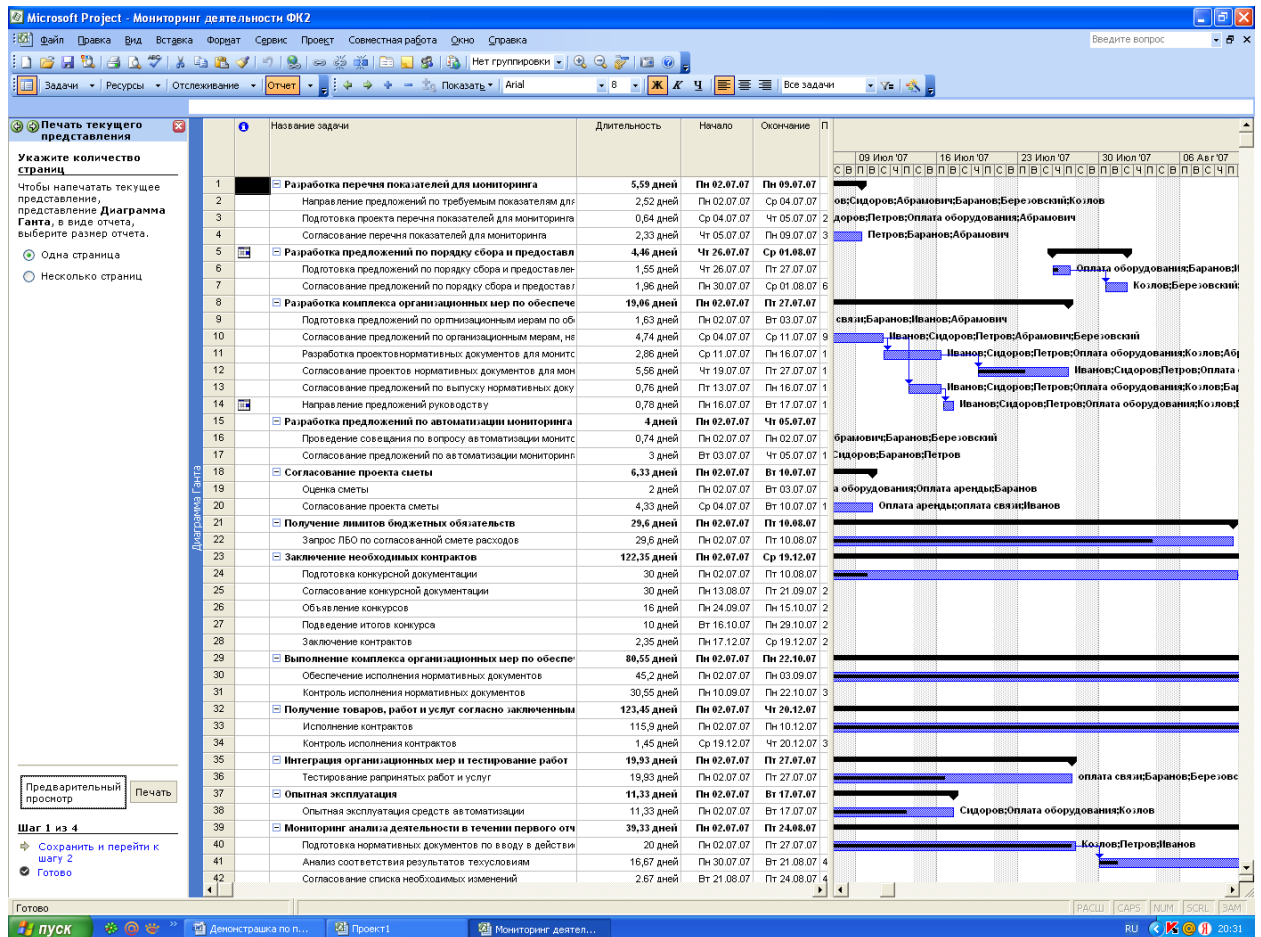 Microsoft Project - Мониторинг деятельности ФК2
Файл Правка Вид Вставка Формат Сервис Проект Совместная работа Окно Справка Введите вопрос
Нет группировки
Задачи Ресурсы Отслеживание Отчет Показать Arial 8 Ж К Ч Все задачи
Печать текущего представления
Укажите количество
страниц
Чтобы напечатать текущее
представление,
представление Диаграмма
Ганта, в виде отчета,
выберите размер отчета.
Одна страница
Несколько страниц
Предварительный просмотр Печать
Шаг 1 из 4
Сохранить и перейти к
шагу 2
Готово
Диаграмма Ганта
Название задачи Длительность Начало Окончание П
09 Июл '07 16 Июл '07 23 Июл '07 30 Июл '07 06 Авг '07
С В П В С Ч П С В П В С Ч П С В П В С Ч П С В П В С Ч П С В П В С Ч П
1 Разработка перечня показателей для мониторинга 5,59 дней Пн 02.07.07 Пн 09.07.07
2 Направление предложений по требуемым показателям для 2,52 дней Пн 02.07.07 Ср 04.07.07 ов;Сидоров;Абрамович;Баранов;Березовский;Козлов
3 Подготовка проекта перечня показателей для мониторинга 0,64 дней Ср 04.07.07 Чт 05.07.07 2 доров;Петров;Оплата оборудования;Абрамович
4 Согласование перечня показателей для мониторинга 2,33 дней Чт 05.07.07 Пн 09.07.07 3 Петров;Баранов;Абрамович
5 Разработка предложений по порядку сбора и предоставл 4,46 дней Чт 26.07.07 Ср 01.08.07
6 Подготовка предложений по порядку сбора и предоставлен 1,55 дней Чт 26.07.07 Пт 27.07.07 Оплата оборудования;Баранов;И
7 Согласование предложений по порядку сбора и предоставл 1,96 дней Пн 30.07.07 Ср 01.08.07 6 Козлов;Березовский;
8 Разработка комплекса организационных мер по обеспече 19,06 дней Пн 02.07.07 Пт 27.07.07
9 Подготовка предложений по оргпнизационным иерам по об 1,63 дней Пн 02.07.07 Вт 03.07.07 связи;Баранов;Иванов;Абрамович
10 Согласование предложений по организационным мерам, на 4,74 дней Ср 04.07.07 Ср 11.07.07 9 Иванов;Сидоров;Петров;Абрамович;Березовский
11 Разработка проектовнормативных документов для монито 2,86 дней Ср 11.07.07 Пн 16.07.07 1 Иванов;Сидоров;Петров;Оплата оборудования;Козлов;Абр
12 Согласование проектов нормативных документов для мон 5,56 дней Чт 19.07.07 Пт 27.07.07 1 Иванов;Сидоров;Петров;Оплата
13 Согласование предложений по выпуску нормативных доку 0,76 дней Пт 13.07.07 Пн 16.07.07 1 Иванов;Сидоров;Петров;Оплата оборудования;Козлов;Бар
14 Направление предложений руководству 0,78 дней Пн 16.07.07 Вт 17.07.07 1 Иванов;Сидоров;Петров;Оплата оборудования;Козлов;Б
15 Разработка предложений по автоматизации мониторинга 4 дней Пн 02.07.07 Чт 05.07.07
16 Проведение совещания по вопросу автоматизации монито 0,74 дней Пн 02.07.07 Пн 02.07.07 брамович;Баранов;Березовский
17 Согласование предложений по автоматизации мониторинг 3 дней Вт 03.07.07 Чт 05.07.07 1 Сидоров;Баранов;Петров
18 Согласование проекта сметы 6,33 дней Пн 02.07.07 Вт 10.07.07
19 Оценка сметы 2 дней Пн 02.07.07 Вт 03.07.07 а оборудования;Оплата аренды;Баранов
20 Согласование проекта сметы 4,33 дней Ср 04.07.07 Вт 10.07.07 1 Оплата аренды;оплата связи;Иванов
21 Получение лимитов бюджетных обязательств 29,6 дней Пн 02.07.07 Пт 10.08.07
22 Запрос ЛБО по согласованной смете расходов 29,6 дней Пн 02.07.07 Пт 10.08.07
23 Заключение необходимых контрактов 122,35 дней Пн 02.07.07 Ср 19.12.07
24 Подготовка конкурсной документации 30 дней Пн 02.07.07 Пт 10.08.07
25 Согласование конкурсной документации 30 дней Пн 13.08.07 Пт 21.09.07 2
26 Объявление конкурсов 16 дней Пн 24.09.07 Пн 15.10.07 2
27 Подведение итогов конкурса 10 дней Вт 16.10.07 Пн 29.10.07 2
28 Заключение контрактов 2,35 дней Пн 17.12.07 Ср 19.12.07 2
29 Выполнение комплекса организационных мер по обеспе 80,55 дней Пн 02.07.07 Пн 22.10.07
30 Обеспечение исполнения нормативных документов 45,2 дней Пн 02.07.07 Пн 03.09.07
31 Контроль исполнения нормативных документов 30,55 дней Пн 10.09.07 Пн 22.10.07 3
32 Получение товаров, работ и услуг согласно заключенным 123,45 дней Пн 02.07.07 Чт 20.12.07
33 Исполнение контрактов 115,9 дней Пн 02.07.07 Пн 10.12.07
34 Контроль исполнения контрактов 1,45 дней Ср 19.12.07 Чт 20.12.07 3
35 Интеграция организационных мер и тестирование работ 19,93 дней Пн 02.07.07 Пт 27.07.07
36 Тестирование рапринятых работ и услуг 19,93 дней Пн 02.07.07 Пт 27.07.07 оплата связи;Баранов;Березовс
37 Опытная эксплуатация 11,33 дней Пн 02.07.07 Вт 17.07.07
38 Опытная эксплуатация средств автоматизации 11,33 дней Пн 02.07.07 Вт 17.07.07 Сидоров;Оплата оборудования;Козлов
39 Мониторинг анализа деятельности в течении первого отч 39,33 дней Пн 02.07.07 Пт 24.08.07
40 Подготовка нормативных документов по вводу в действи 20 дней Пн 02.07.07 Пт 27.07.07 Козлов;Петров;Иванов
41 Анализ соответствия результатов техусловиям 16,67 дней Пн 30.07.07 Вт 21.08.07 4
42 Согласование списка необходимых изменений 2,67 дней Вт 21.08.07 Пт 24.08.07 4
Готово РАСШ CAPS NUM SCRL ЗАМ
пуск Демонстрашка по п... Проект1 Мониторинг деятел... RU 20:31